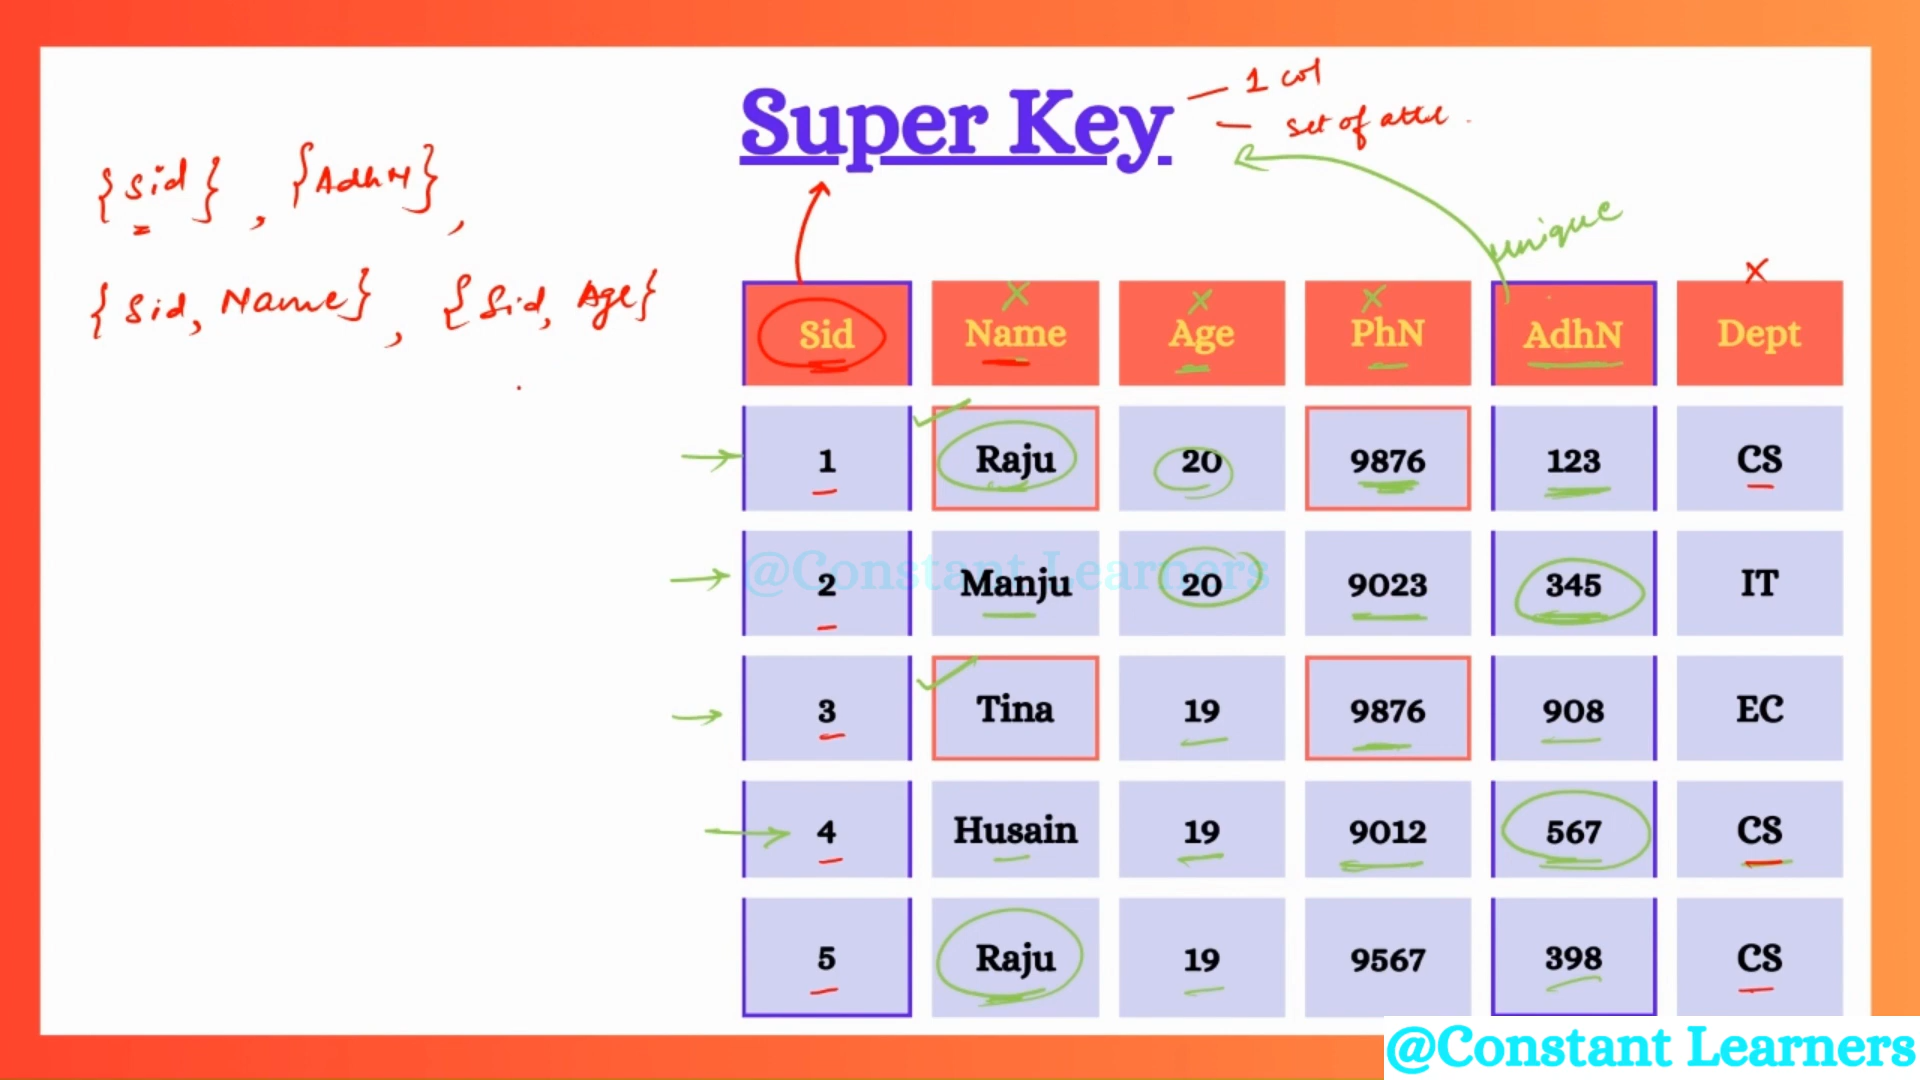 Super Key
— 1 col
— set of attr.
{sid}, {AdhN},
{sid, Name}, {sid, Age}
unique
Sid Name Age PhN AdhN Dept
1 Raju 20 9876 123 CS
2 Manju 20 9023 345 IT
3 Tina 19 9876 908 EC
4 Husain 19 9012 567 CS
5 Raju 19 9567 398 CS
@Constant Learners
@Constant Learners